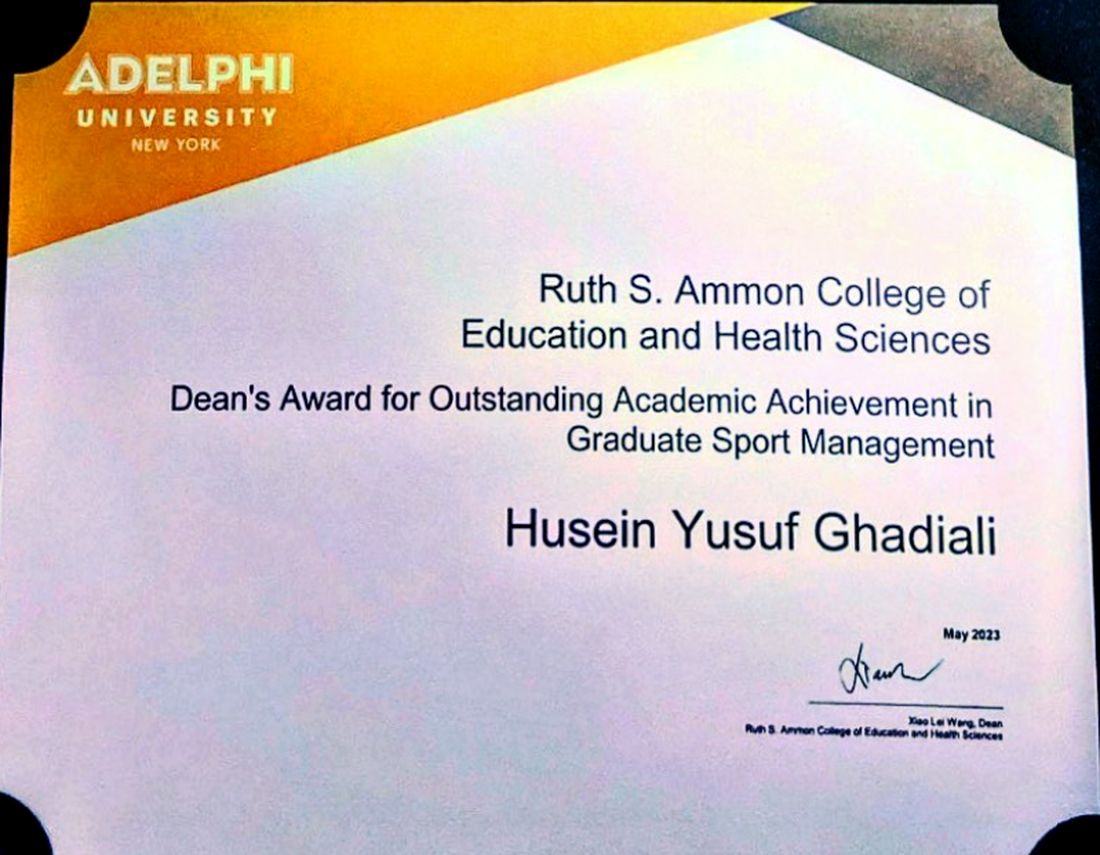 ADELPHI
UNIVERSITY
NEW YORK
Ruth S. Ammon College of
Education and Health Sciences
Dean's Award for Outstanding Academic Achievement in
Graduate Sport Management
Husein Yusuf Ghadiali
May 2023
Xiao Lei Wang, Dean
Ruth S. Ammon College of Education and Health Sciences